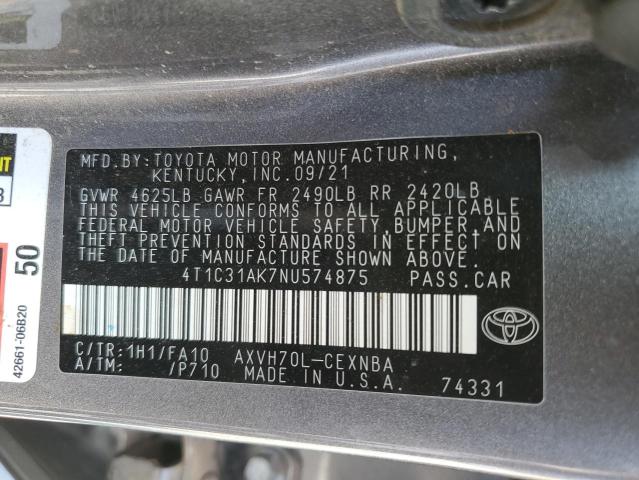 MFD.BY:TOYOTA MOTOR MANUFACTURING,
KENTUCKY,INC.09/21
GVWR 4625LB GAWR FR 2490LB RR 2420LB
THIS VEHICLE CONFORMS TO ALL APPLICABLE
FEDERAL MOTOR VEHICLE SAFETY,BUMPER,AND
THEFT PREVENTION STANDARDS IN EFFECT ON
THE DATE OF MANUFACTURE SHOWN ABOVE.
4T1C31AK7NU574875 PASS.CAR
C/TR:1H1/FA10 AXVH70L-CEXNBA
A/TM: /P710 MADE IN U.S.A. 74331
50
42661-06B20